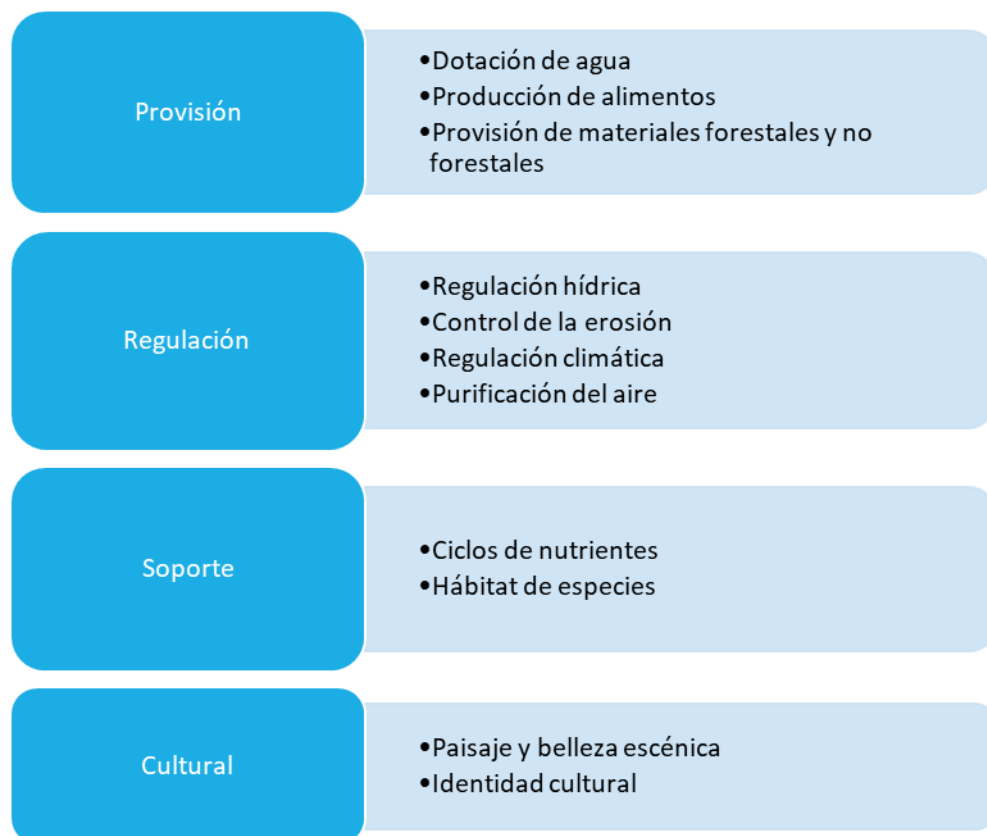 Provisión
•Dotación de agua
•Producción de alimentos
•Provisión de materiales forestales y no
forestales
Regulación
•Regulación hídrica
•Control de la erosión
•Regulación climática
•Purificación del aire
Soporte
•Ciclos de nutrientes
•Hábitat de especies
Cultural
•Paisaje y belleza escénica
•Identidad cultural